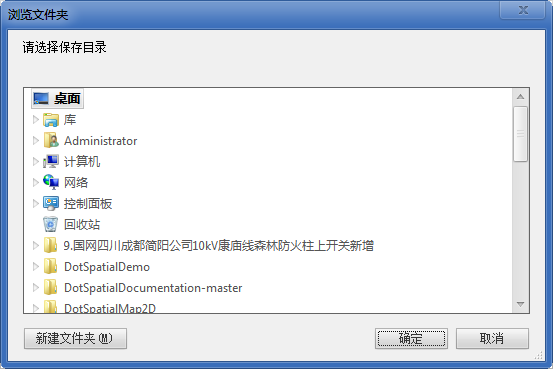 浏览文件夹
请选择保存目录
桌面
库
Administrator
计算机
网络
控制面板
回收站
9.国网四川成都简阳公司10kV康庙线森林防火柱上开关新增
DotSpatialDemo
DotSpatialDocumentation-master
DotSpatialMap2D
新建文件夹(M) 确定 取消